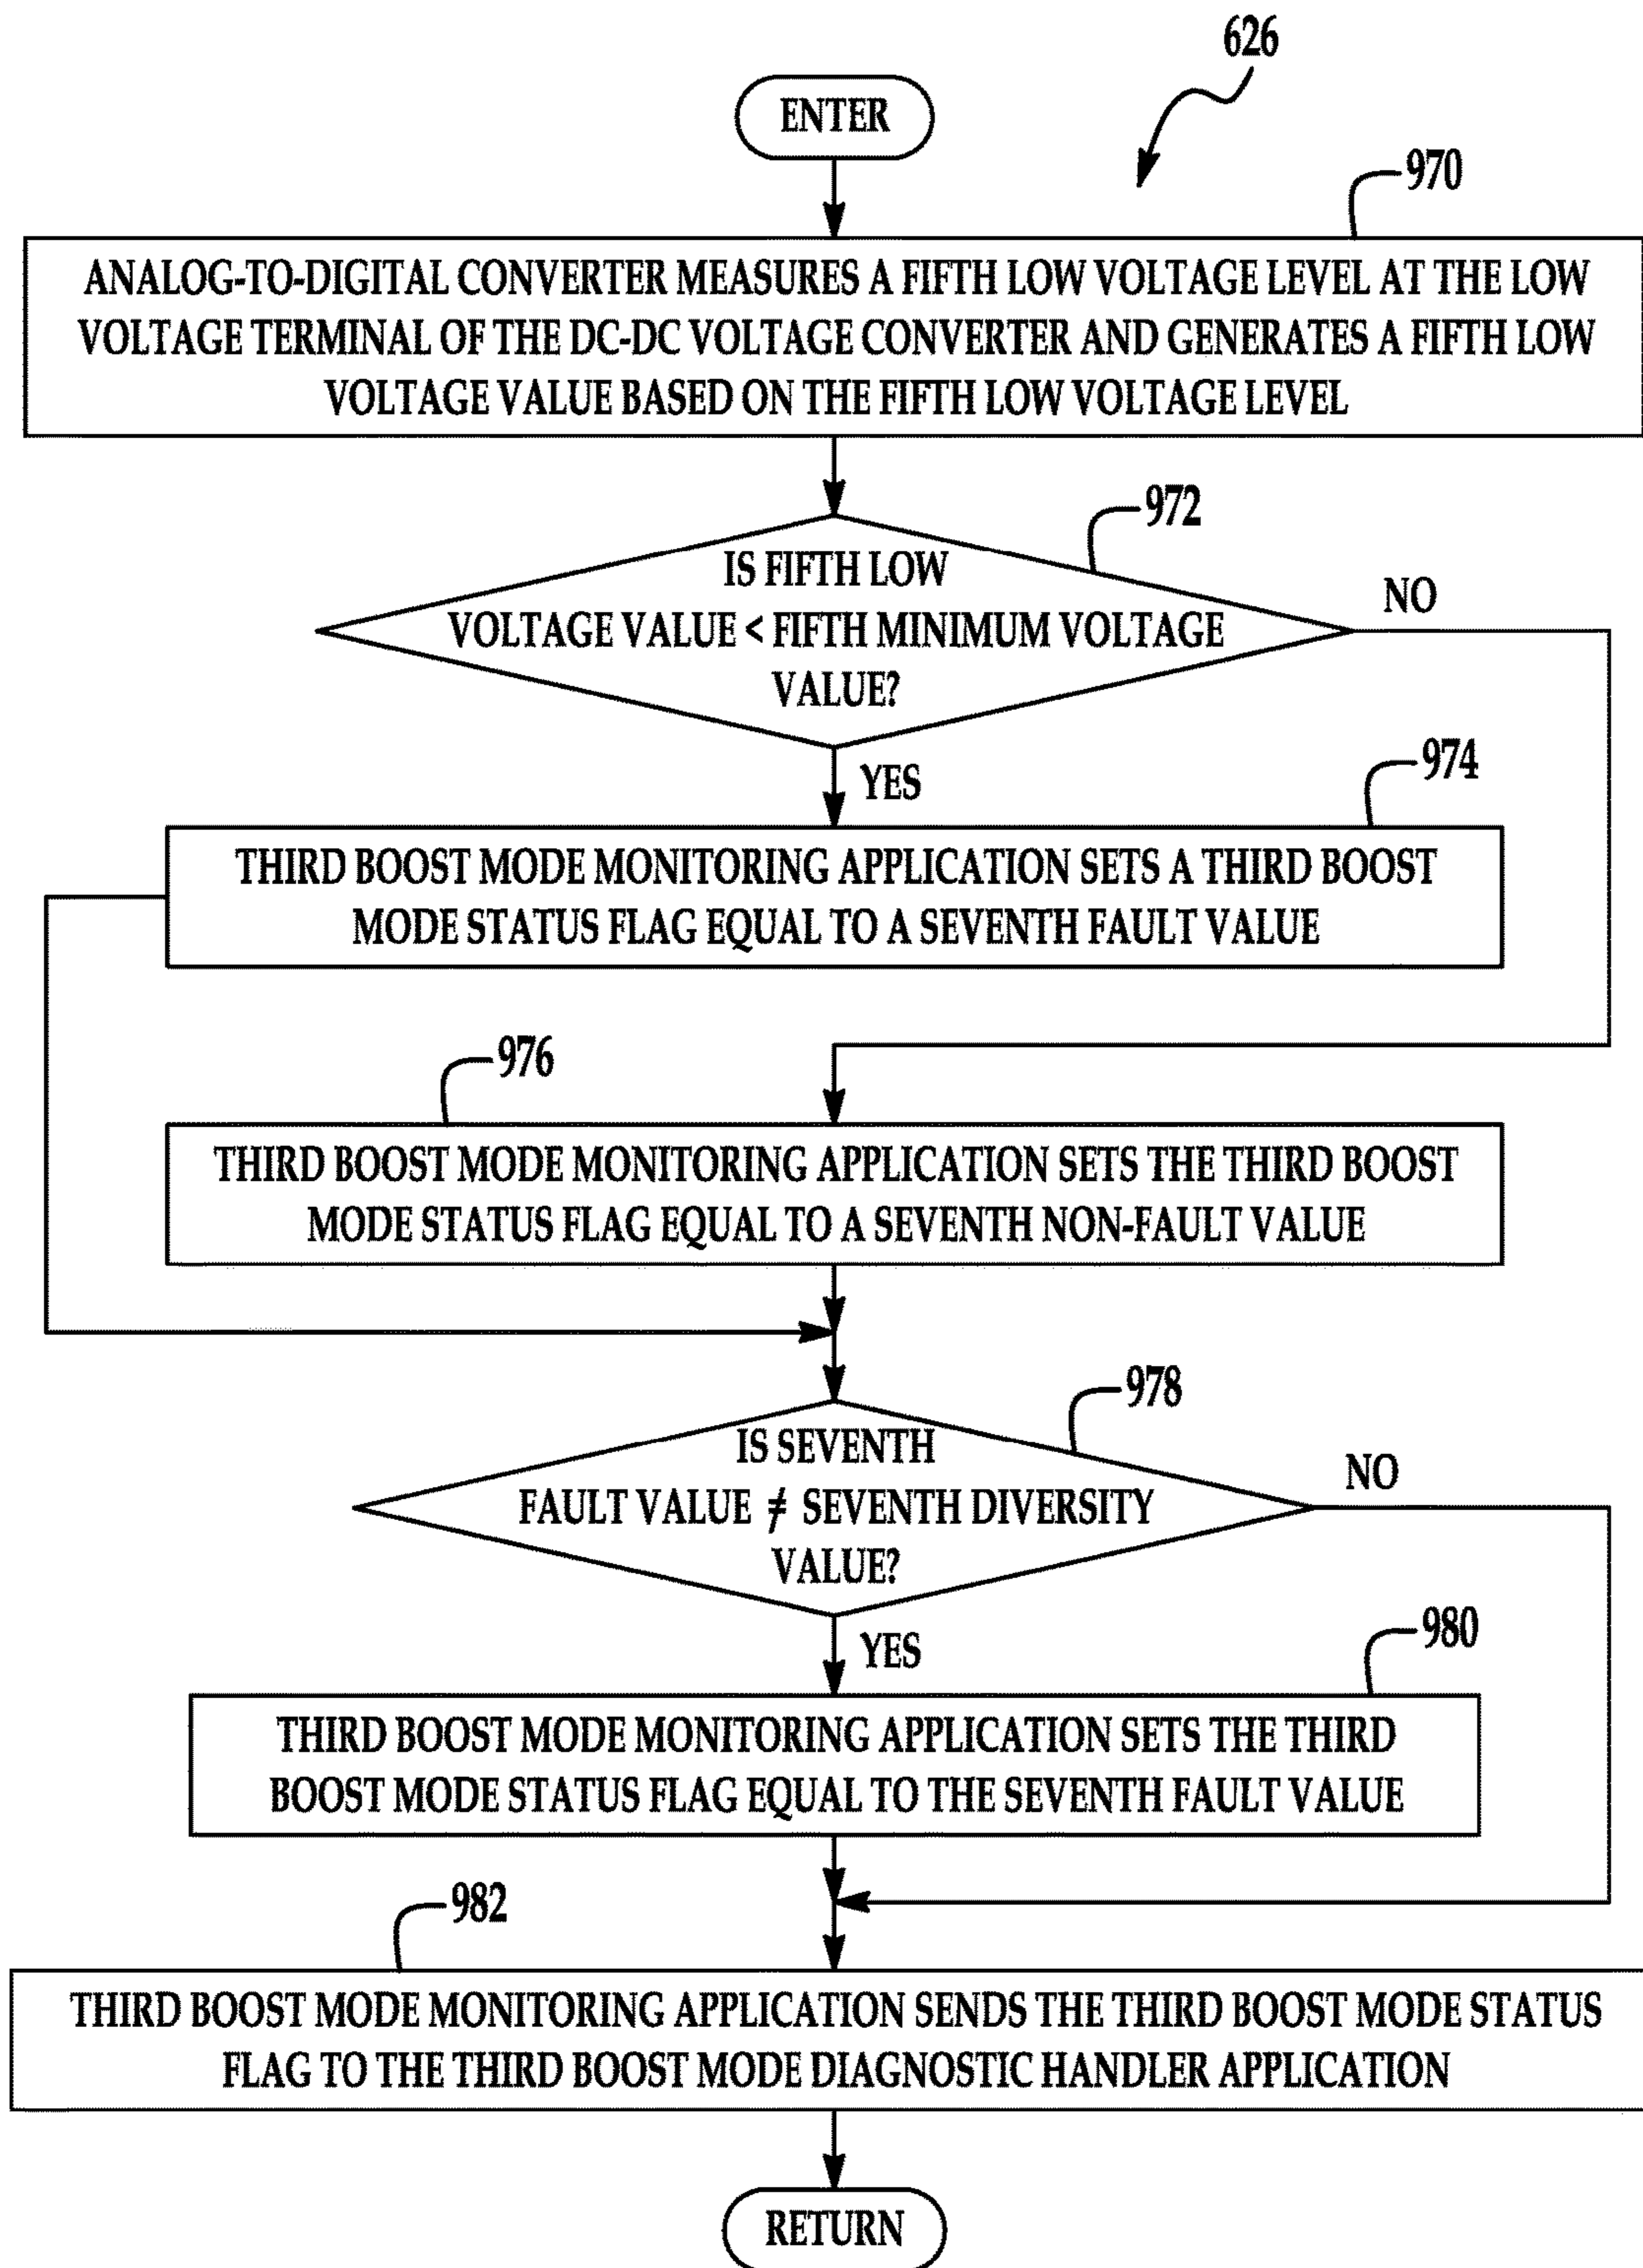 626
ENTER
970
ANALOG-TO-DIGITAL CONVERTER MEASURES A FIFTH LOW VOLTAGE LEVEL AT THE LOW
VOLTAGE TERMINAL OF THE DC-DC VOLTAGE CONVERTER AND GENERATES A FIFTH LOW
VOLTAGE VALUE BASED ON THE FIFTH LOW VOLTAGE LEVEL
972
IS FIFTH LOW
VOLTAGE VALUE < FIFTH MINIMUM VOLTAGE
VALUE?
NO
YES
974
THIRD BOOST MODE MONITORING APPLICATION SETS A THIRD BOOST
MODE STATUS FLAG EQUAL TO A SEVENTH FAULT VALUE
976
THIRD BOOST MODE MONITORING APPLICATION SETS THE THIRD BOOST
MODE STATUS FLAG EQUAL TO A SEVENTH NON-FAULT VALUE
978
IS SEVENTH
FAULT VALUE ≠ SEVENTH DIVERSITY
VALUE?
NO
YES
980
THIRD BOOST MODE MONITORING APPLICATION SETS THE THIRD
BOOST MODE STATUS FLAG EQUAL TO THE SEVENTH FAULT VALUE
982
THIRD BOOST MODE MONITORING APPLICATION SENDS THE THIRD BOOST MODE STATUS
FLAG TO THE THIRD BOOST MODE DIAGNOSTIC HANDLER APPLICATION
RETURN